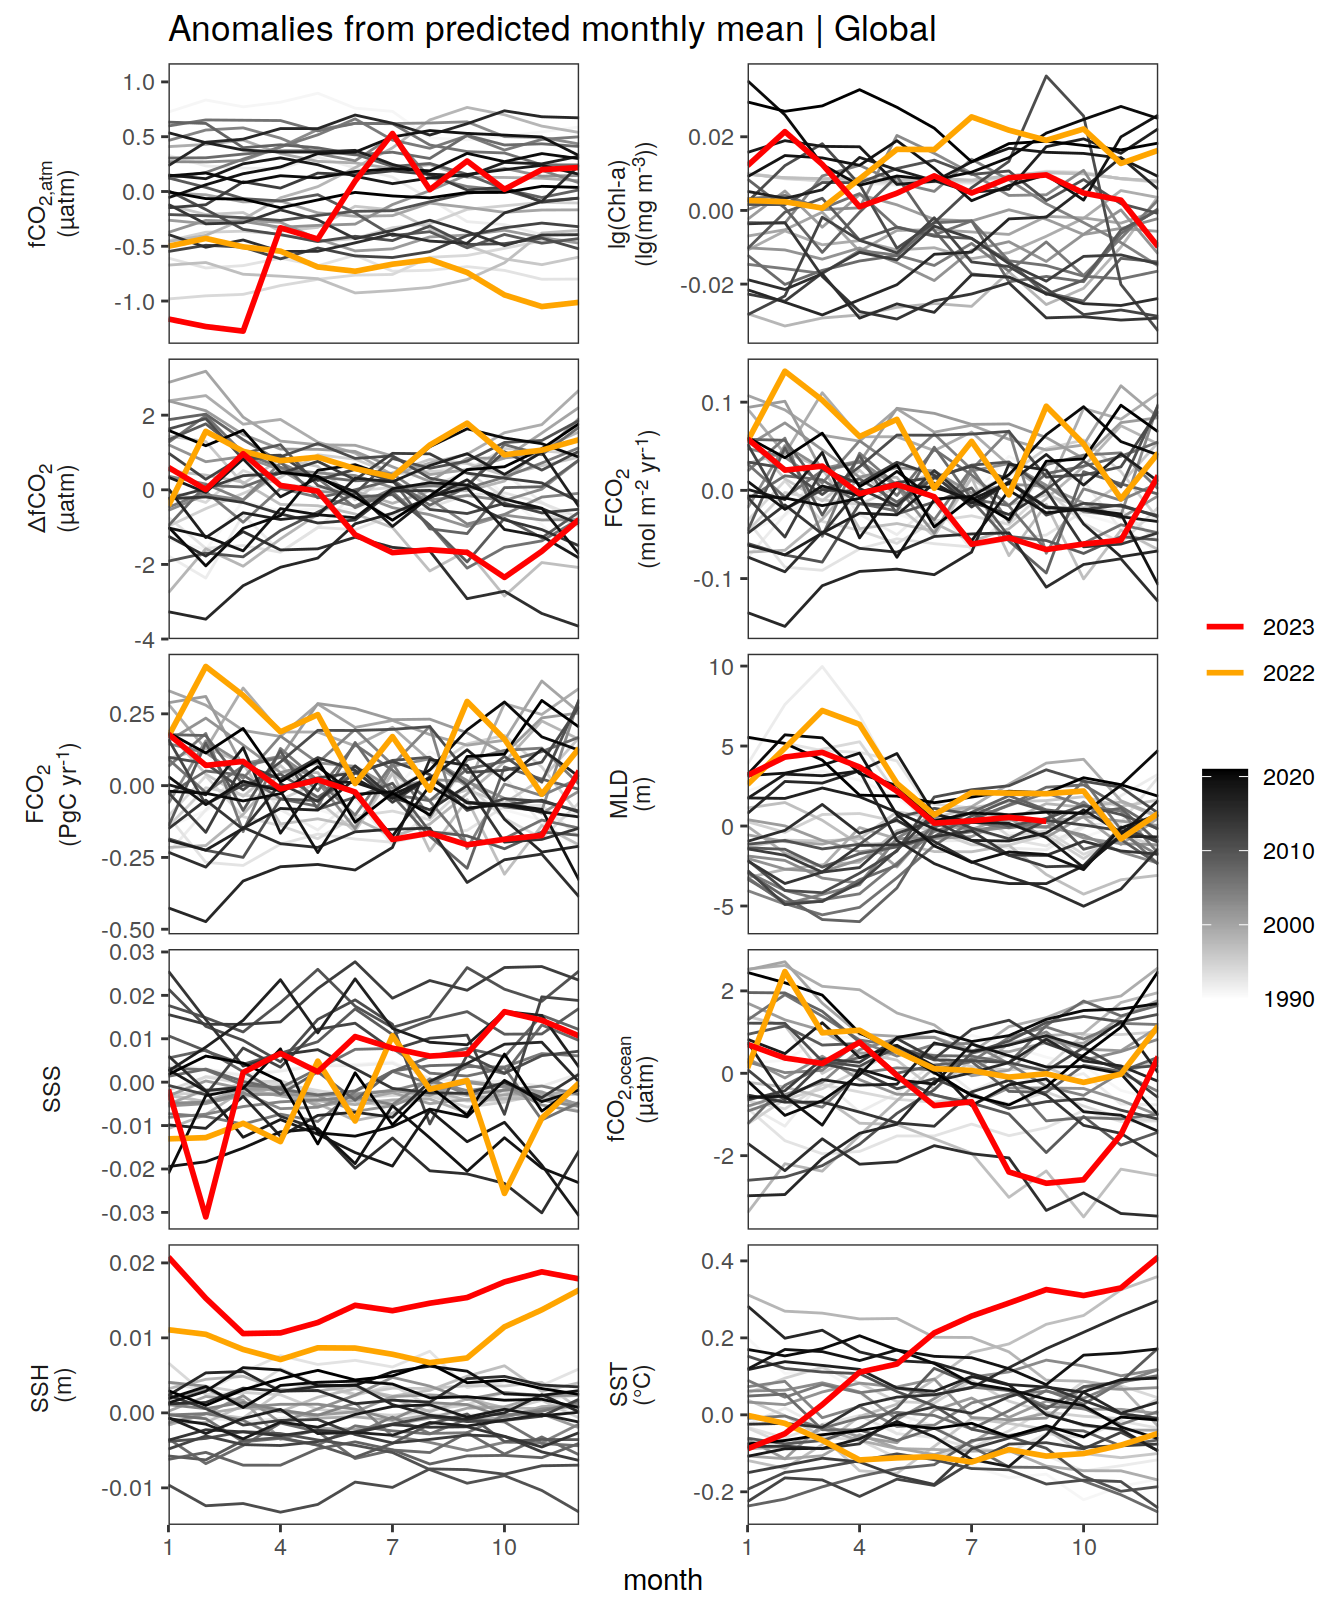 Anomalies from predicted monthly mean | Global
fCO2,atm
(µatm)
1.0
0.5
0.0
-0.5
-1.0
lg(Chl-a)
(lg(mg m-3))
0.02
0.00
-0.02
ΔfCO2
(µatm)
2
0
-2
-4
FCO2
(mol m-2 yr-1)
0.1
0.0
-0.1
FCO2
(PgC yr-1)
0.25
0.00
-0.25
-0.50
MLD
(m)
10
5
0
-5
SSS
0.03
0.02
0.01
0.00
-0.01
-0.02
-0.03
fCO2,ocean
(µatm)
2
0
-2
SSH
(m)
0.02
0.01
0.00
-0.01
SST
(°C)
0.4
0.2
0.0
-0.2
1 4 7 10
1 4 7 10
month
2023
2022
2020
2010
2000
1990